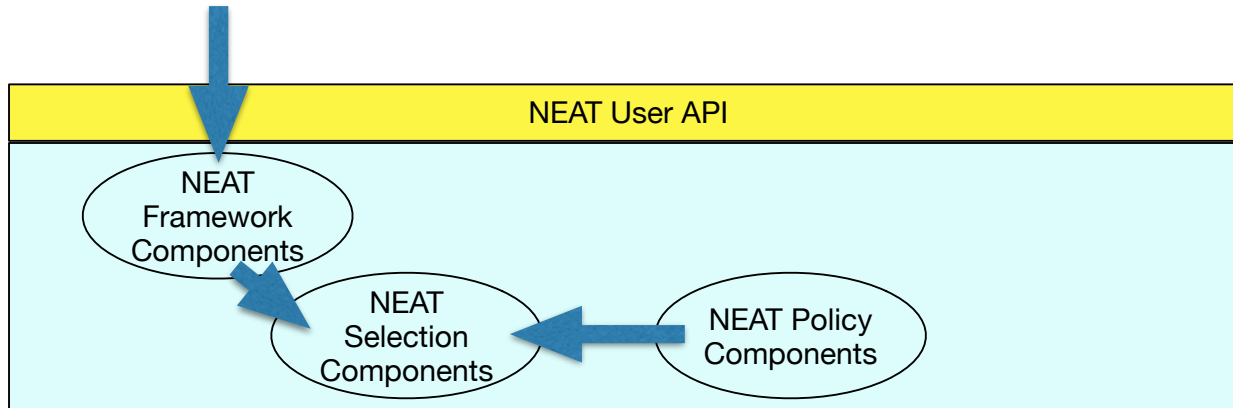 NEAT User API
NEAT
Framework
Components
NEAT
Selection
Components
NEAT Policy
Components